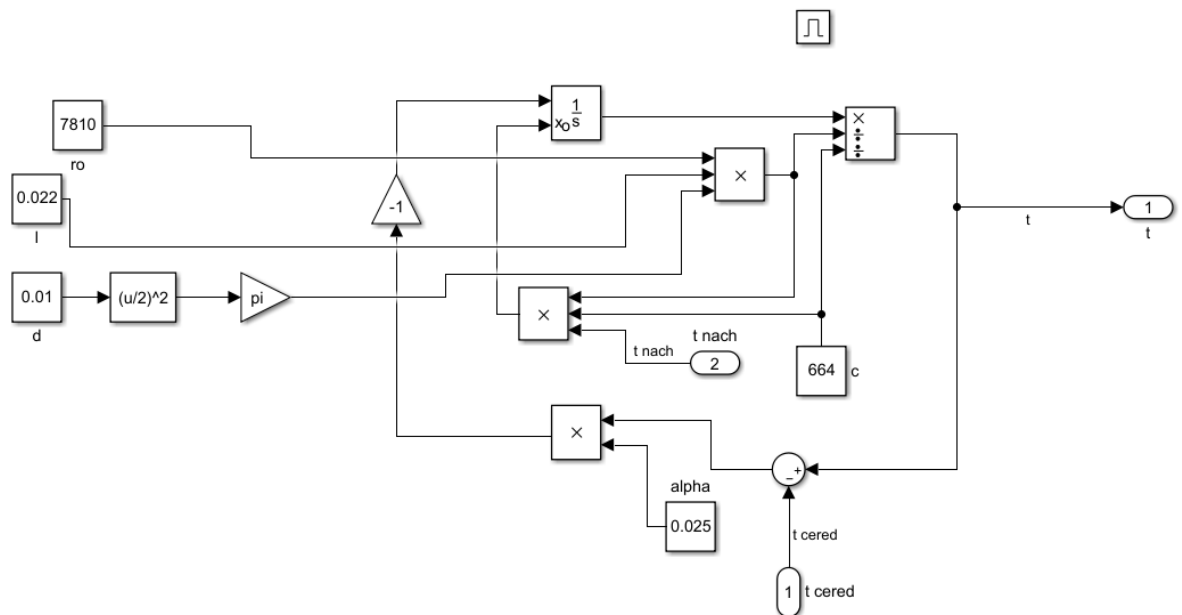 7810
ro
0.022
l
0.01
d
(u/2)^2
pi
-1
xo
1
s
×
×
÷
÷
t
1
t
×
t nach
t nach
2
664
c
×
alpha
0.025
+
−
t cered
1
t cered